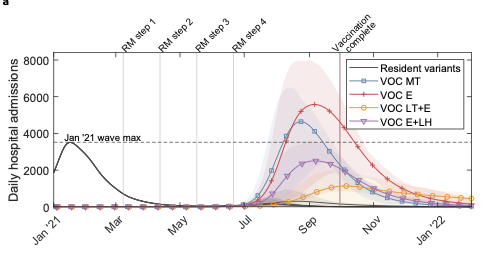 a
RM step 1
RM step 2
RM step 3
RM step 4
Vaccination
complete
Daily hospital admissions
8000
6000
4000
2000
0
Jan '21 wave max
Resident variants
VOC MT
VOC E
VOC LT+E
VOC E+LH
Jan '21
Mar
May
Jul
Sep
Nov
Jan '22